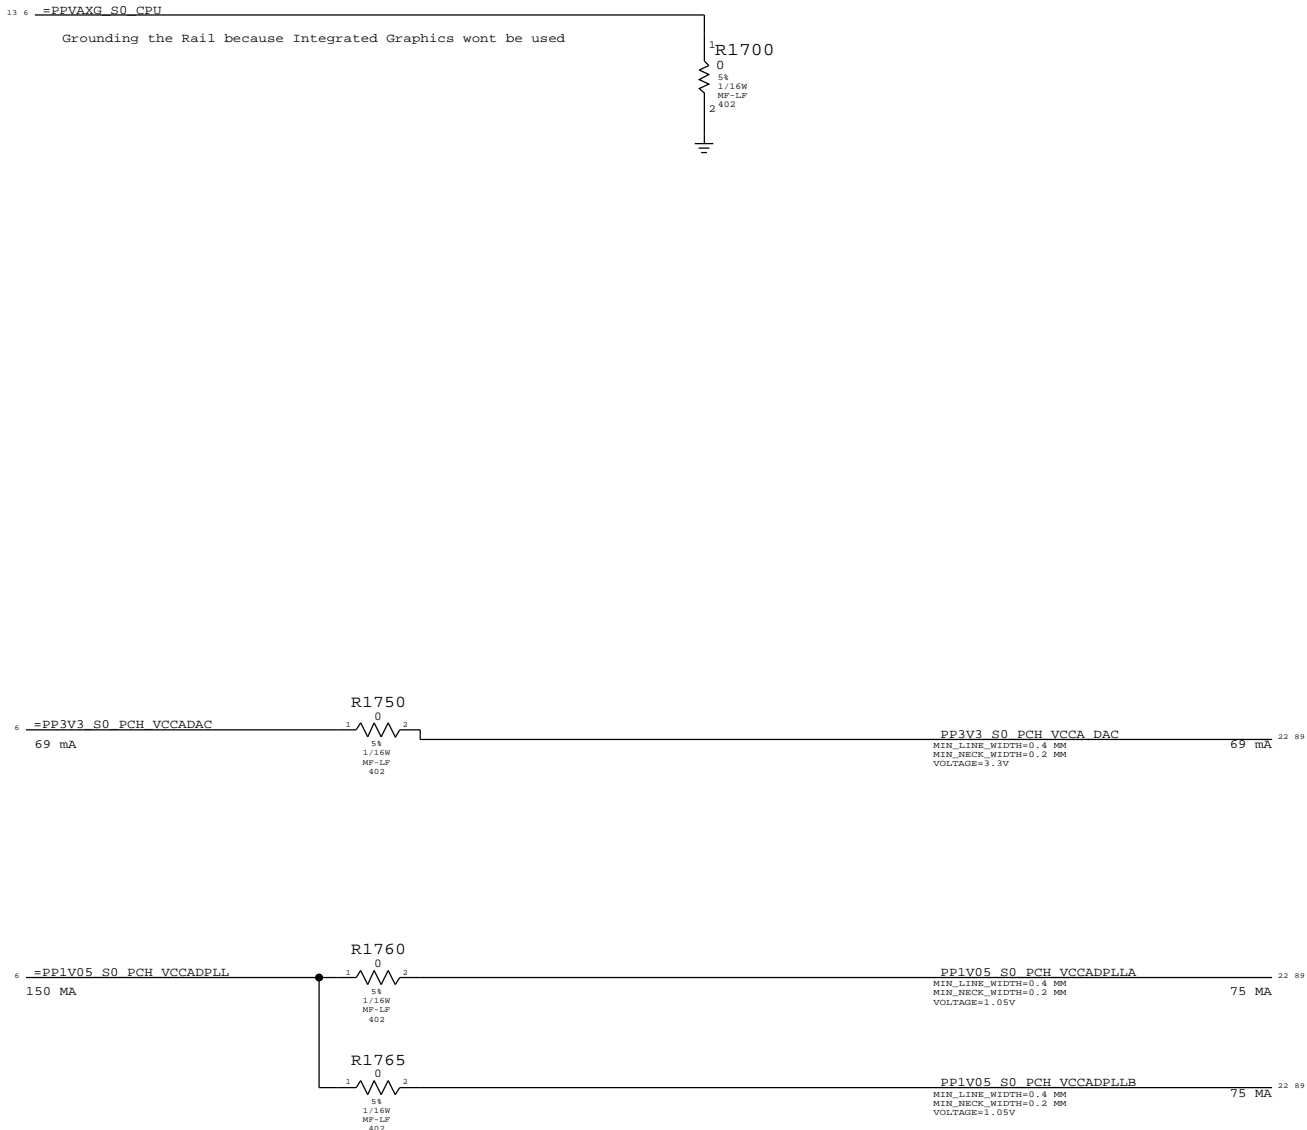 13 6 =PPVAXG_S0_CPU
Grounding the Rail because Integrated Graphics wont be used
1
R1700
0
5%
1/16W
MF-LF
402
2
R1750
0
6 =PP3V3_S0_PCH_VCCADAC 1 2
69 mA
5%
1/16W
MF-LF
402
PP3V3_S0_PCH_VCCA_DAC 22 89
MIN_LINE_WIDTH=0.4 MM 69 mA
MIN_NECK_WIDTH=0.2 MM
VOLTAGE=3.3V
R1760
0
6 =PP1V05_S0_PCH_VCCADPLL 1 2
150 MA
5%
1/16W
MF-LF
402
PP1V05_S0_PCH_VCCADPLLA 22 89
MIN_LINE_WIDTH=0.4 MM
MIN_NECK_WIDTH=0.2 MM 75 MA
VOLTAGE=1.05V
R1765
0
1 2
5%
1/16W
MF-LF
402
PP1V05_S0_PCH_VCCADPLLB 22 89
MIN_LINE_WIDTH=0.4 MM 75 MA
MIN_NECK_WIDTH=0.2 MM
VOLTAGE=1.05V